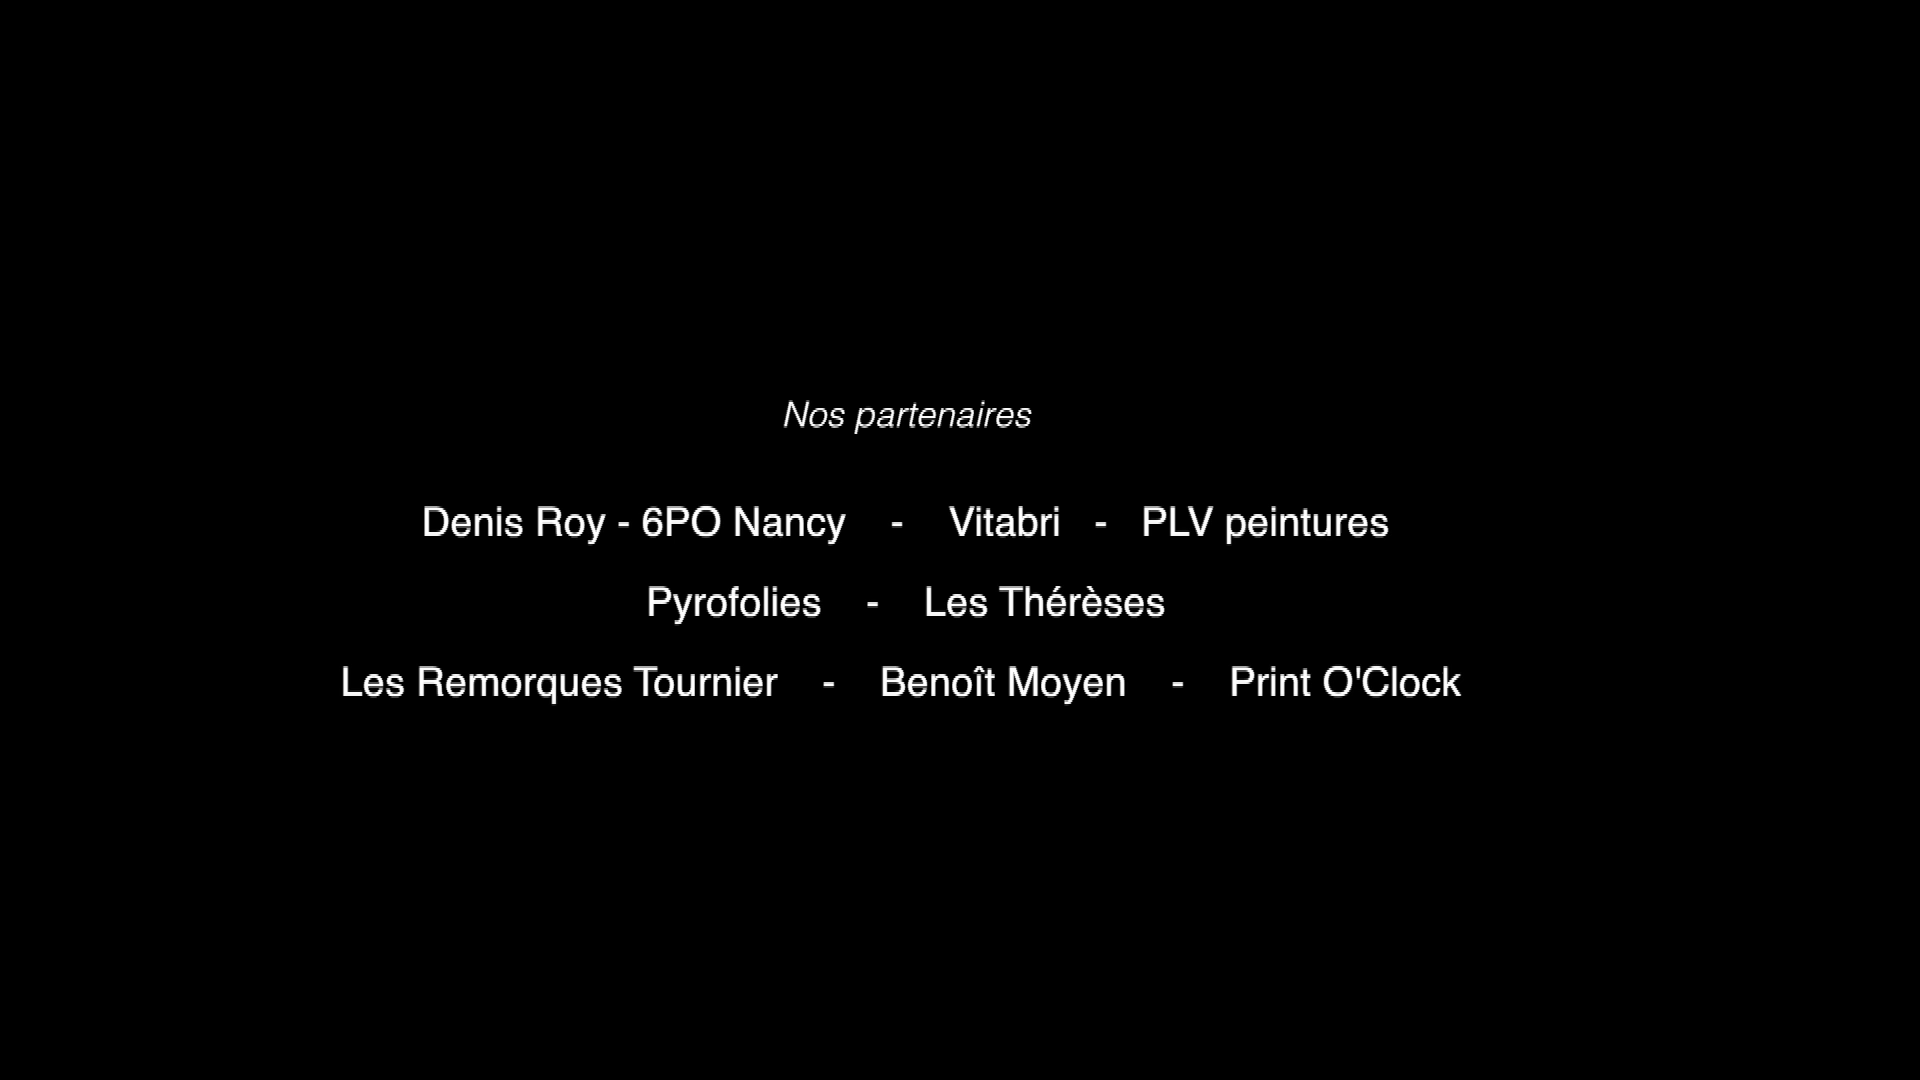 Nos partenaires
Denis Roy - 6PO Nancy - Vitabri - PLV peintures
Pyrofolies - Les Thérèses
Les Remorques Tournier - Benoît Moyen - Print O'Clock